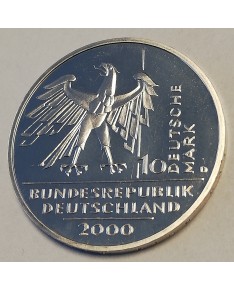 10
DEUTSCHE
MARK
BUNDESREPUBLIK
DEUTSCHLAND
2000